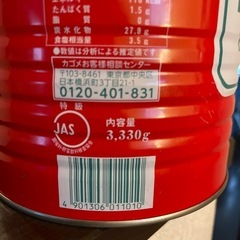 たんぱく質 1.5g
脂質 0g
炭水化物 27.9g
食塩相当量 3.5g
●数値は分析による推定値です
カゴメお客様相談センター
〒103-8461 東京都中央区
日本橋浜町3丁目21-1
0120-401-831
特級
JAS
内容量
3,330g
4 901306 011010